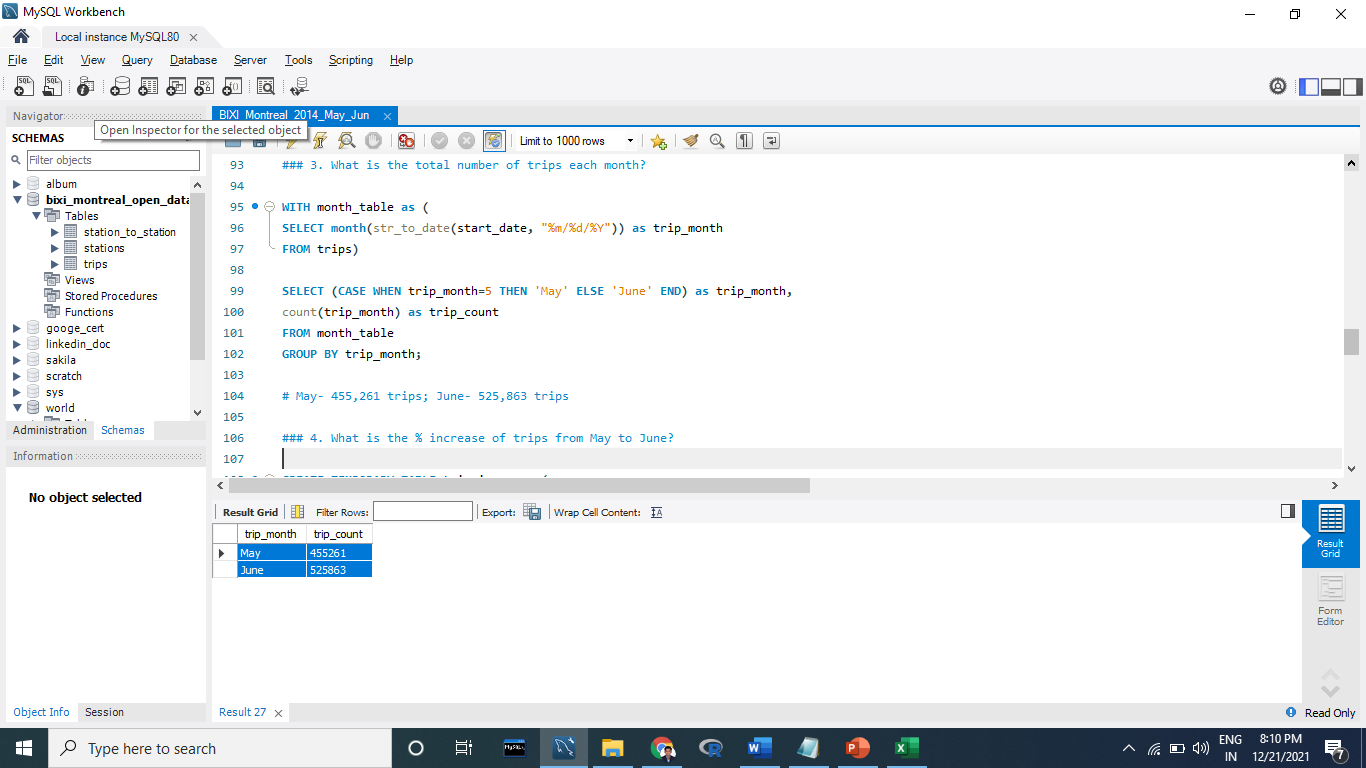 MySQL Workbench
Local instance MySQL80
File Edit View Query Database Server Tools Scripting Help
Navigator
BIXI_Montreal_2014_May_Jun
Open Inspector for the selected object
SCHEMAS
Limit to 1000 rows
Filter objects
album
bixi_montreal_open_data
Tables
station_to_station
stations
trips
Views
Stored Procedures
Functions
googe_cert
linkedin_doc
sakila
scratch
sys
world
Administration Schemas
Information
No object selected
Object Info Session
93 ### 3. What is the total number of trips each month?
94
95 WITH month_table as (
96 SELECT month(str_to_date(start_date, "%m/%d/%Y")) as trip_month
97 FROM trips)
98
99 SELECT (CASE WHEN trip_month=5 THEN 'May' ELSE 'June' END) as trip_month,
100 count(trip_month) as trip_count
101 FROM month_table
102 GROUP BY trip_month;
103
104 # May- 455,261 trips; June- 525,863 trips
105
106 ### 4. What is the % increase of trips from May to June?
107
Result Grid Filter Rows: Export: Wrap Cell Content:
trip_month trip_count
May 455261
June 525863
Result Grid
Form Editor
Result 27
Read Only
Type here to search
ENG
IN
8:10 PM
12/21/2021
7